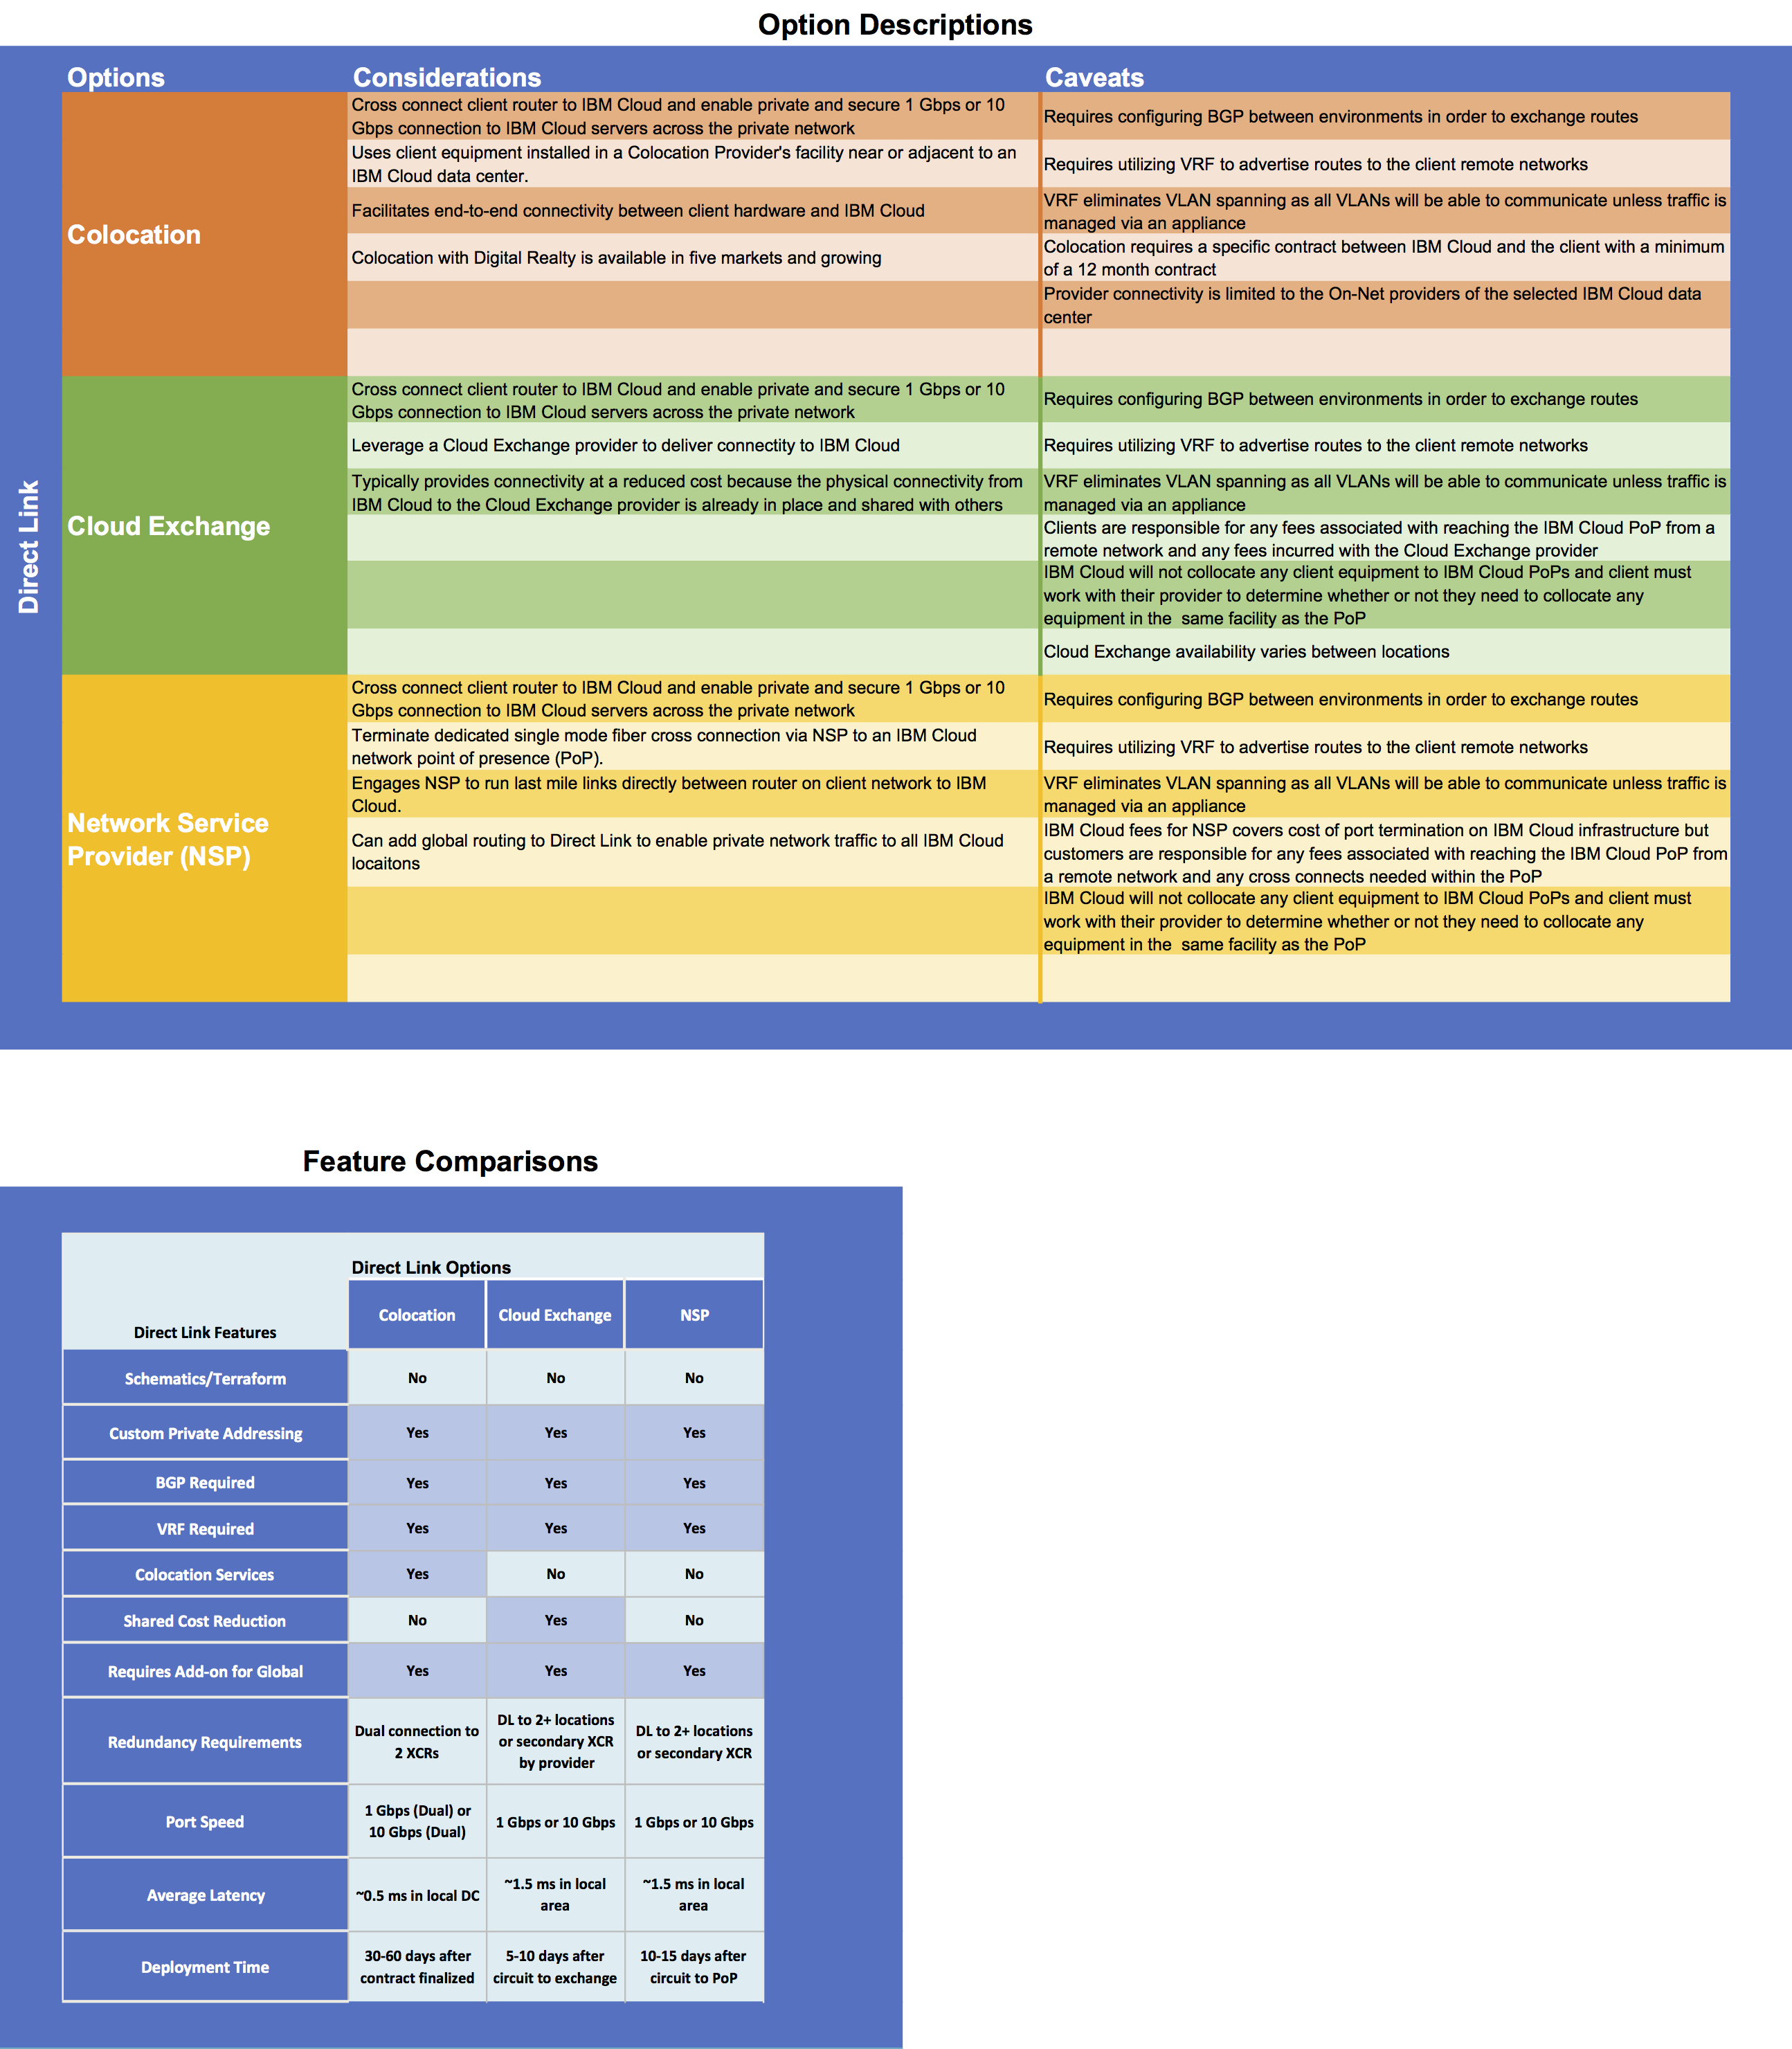 Option Descriptions
Options
Considerations
Caveats
Direct Link
Colocation
Cross connect client router to IBM Cloud and enable private and secure 1 Gbps or 10
Gbps connection to IBM Cloud servers across the private network
Requires configuring BGP between environments in order to exchange routes
Uses client equipment installed in a Colocation Provider's facility near or adjacent to an
IBM Cloud data center.
Requires utilizing VRF to advertise routes to the client remote networks
Facilitates end-to-end connectivity between client hardware and IBM Cloud
VRF eliminates VLAN spanning as all VLANs will be able to communicate unless traffic is
managed via an appliance
Colocation with Digital Realty is available in five markets and growing
Colocation requires a specific contract between IBM Cloud and the client with a minimum
of a 12 month contract
Provider connectivity is limited to the On-Net providers of the selected IBM Cloud data
center
Cloud Exchange
Cross connect client router to IBM Cloud and enable private and secure 1 Gbps or 10
Gbps connection to IBM Cloud servers across the private network
Requires configuring BGP between environments in order to exchange routes
Leverage a Cloud Exchange provider to deliver connectity to IBM Cloud
Requires utilizing VRF to advertise routes to the client remote networks
Typically provides connectivity at a reduced cost because the physical connectivity from
IBM Cloud to the Cloud Exchange provider is already in place and shared with others
VRF eliminates VLAN spanning as all VLANs will be able to communicate unless traffic is
managed via an appliance
Clients are responsible for any fees associated with reaching the IBM Cloud PoP from a
remote network and any fees incurred with the Cloud Exchange provider
IBM Cloud will not collocate any client equipment to IBM Cloud PoPs and client must
work with their provider to determine whether or not they need to collocate any
equipment in the  same facility as the PoP
Cloud Exchange availability varies between locations
Network Service
Provider (NSP)
Cross connect client router to IBM Cloud and enable private and secure 1 Gbps or 10
Gbps connection to IBM Cloud servers across the private network
Requires configuring BGP between environments in order to exchange routes
Terminate dedicated single mode fiber cross connection via NSP to an IBM Cloud
network point of presence (PoP).
Requires utilizing VRF to advertise routes to the client remote networks
Engages NSP to run last mile links directly between router on client network to IBM
Cloud.
VRF eliminates VLAN spanning as all VLANs will be able to communicate unless traffic is
managed via an appliance
Can add global routing to Direct Link to enable private network traffic to all IBM Cloud
locaitons
IBM Cloud fees for NSP covers cost of port termination on IBM Cloud infrastructure but
customers are responsible for any fees associated with reaching the IBM Cloud PoP from
a remote network and any cross connects needed within the PoP
IBM Cloud will not collocate any client equipment to IBM Cloud PoPs and client must
work with their provider to determine whether or not they need to collocate any
equipment in the  same facility as the PoP
Feature Comparisons
Direct Link Options
Direct Link Features
Colocation
Cloud Exchange
NSP
Schematics/Terraform
No
No
No
Custom Private Addressing
Yes
Yes
Yes
BGP Required
Yes
Yes
Yes
VRF Required
Yes
Yes
Yes
Colocation Services
Yes
No
No
Shared Cost Reduction
No
Yes
No
Requires Add-on for Global
Yes
Yes
Yes
Redundancy Requirements
Dual connection to
2 XCRs
DL to 2+ locations
or secondary XCR
by provider
DL to 2+ locations
or secondary XCR
Port Speed
1 Gbps (Dual) or
10 Gbps (Dual)
1 Gbps or 10 Gbps
1 Gbps or 10 Gbps
Average Latency
~0.5 ms in local DC
~1.5 ms in local
area
~1.5 ms in local
area
Deployment Time
30-60 days after
contract finalized
5-10 days after
circuit to exchange
10-15 days after
circuit to PoP